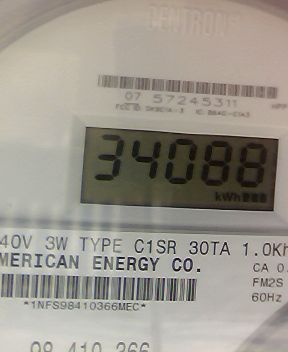 CENTRON®
07 57245311
34088
kWh
40V 3W TYPE C1SR 30TA 1.0Kh
MERICAN ENERGY CO.
CA 0.
FM2S
60Hz
*1NFS98410366MEC*
98 410 366